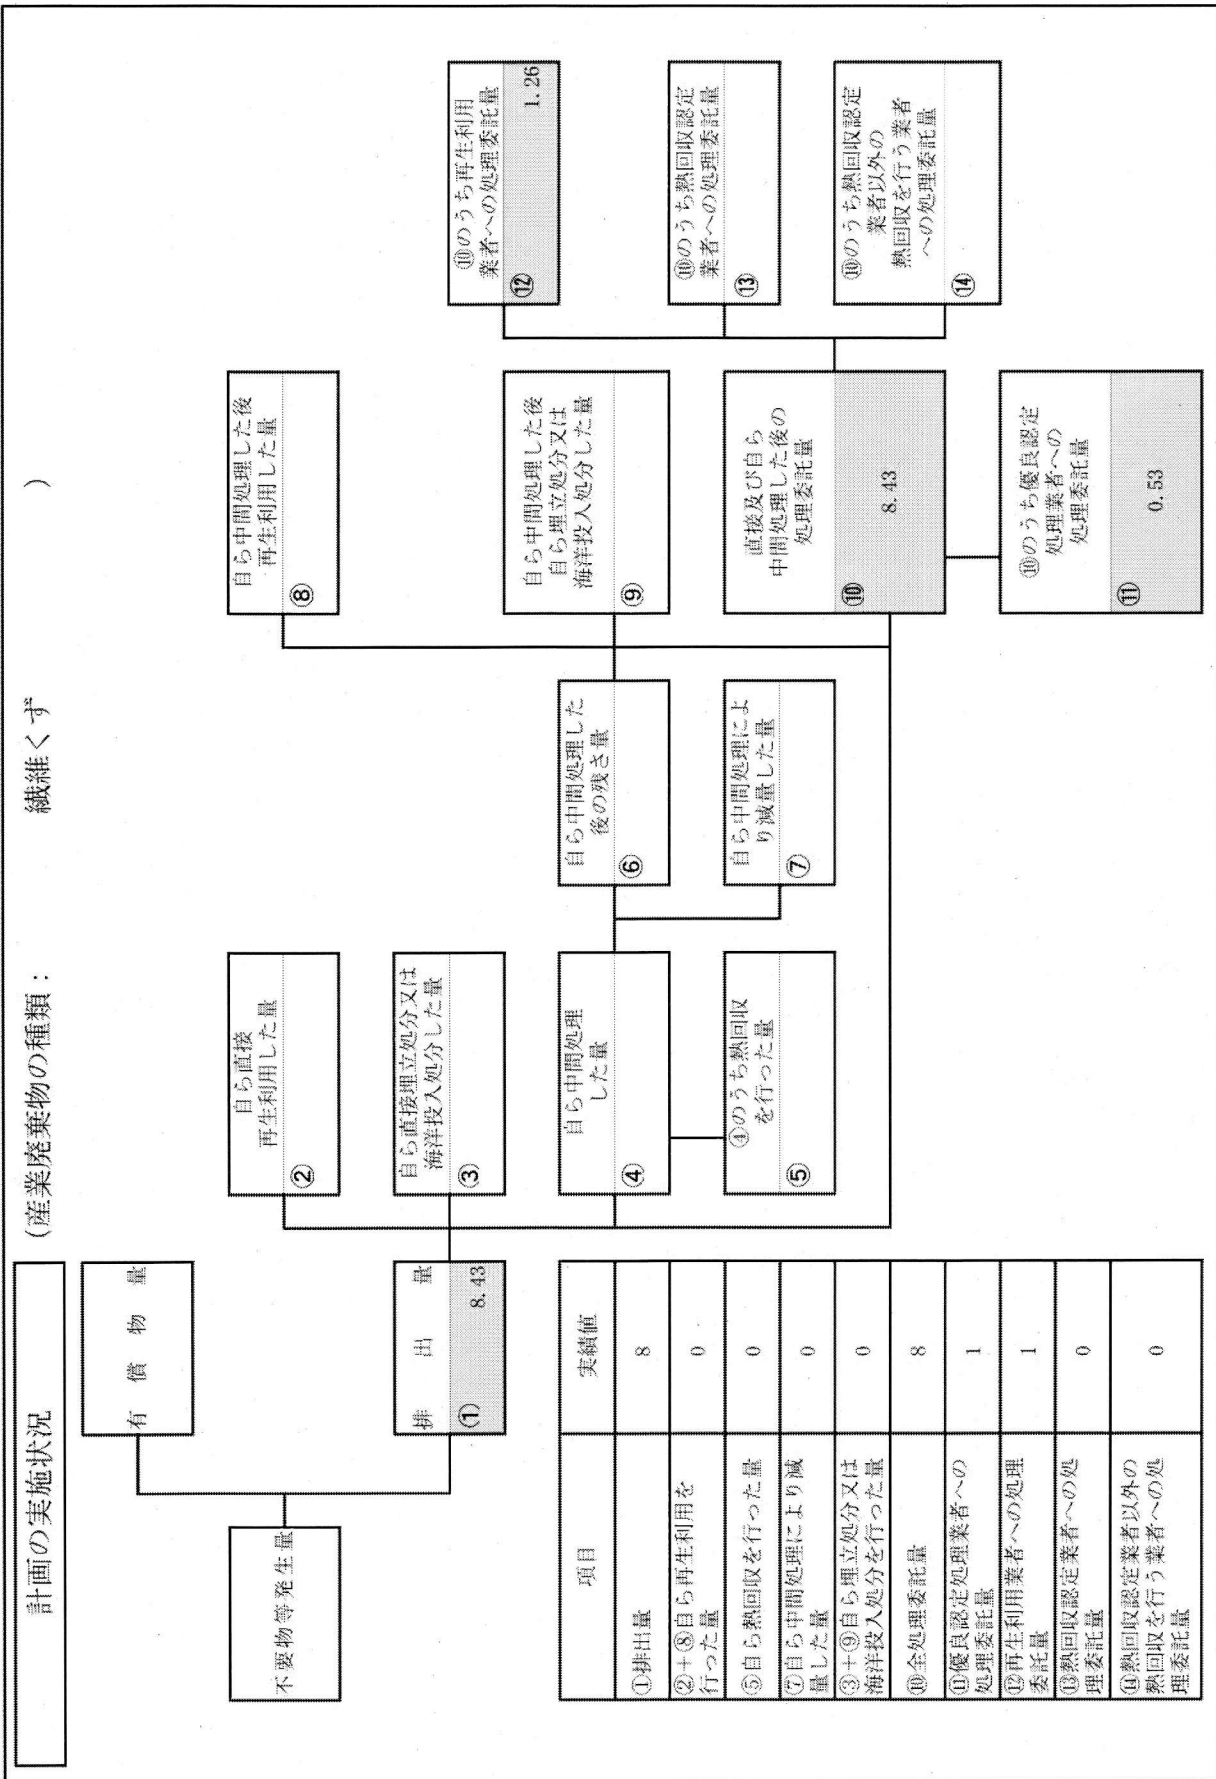 計画の実施状況
(産業廃棄物の種類：　繊維くず　)
有償物量
不要物等発生量
排出量
① 8.43
自ら直接
再生利用した量
②
自ら直接埋立処分又は
海洋投入処分した量
③
自ら中間処理
した量
④
④のうち熱回収
を行った量
⑤
自ら中間処理した
後の残さ量
⑥
自ら中間処理によ
り減量した量
⑦
自ら中間処理した後
再生利用した量
⑧
自ら中間処理した後
自ら埋立処分又は
海洋投入処分した量
⑨
直接及び自ら
中間処理した後の
処理委託量
⑩ 8.43
⑩のうち優良認定
処理業者への
処理委託量
⑪ 0.53
⑩のうち再生利用
業者への処理委託量
⑫ 1.26
⑩のうち熱回収認定
業者への処理委託量
⑬
⑩のうち熱回収認定
業者以外の
熱回収を行う業者
への処理委託量
⑭
項目 実績値
①排出量 8
②＋⑧自ら再生利用を
行った量 0
⑤自ら熱回収を行った量 0
⑦自ら中間処理により減
量した量 0
③＋⑨自ら埋立処分又は
海洋投入処分を行った量 0
⑩全処理委託量 8
⑪優良認定処理業者への
処理委託量 1
⑫再生利用業者への処理
委託量 1
⑬熱回収認定業者への処
理委託量 0
⑭熱回収認定業者以外の
熱回収を行う業者への処
理委託量 0